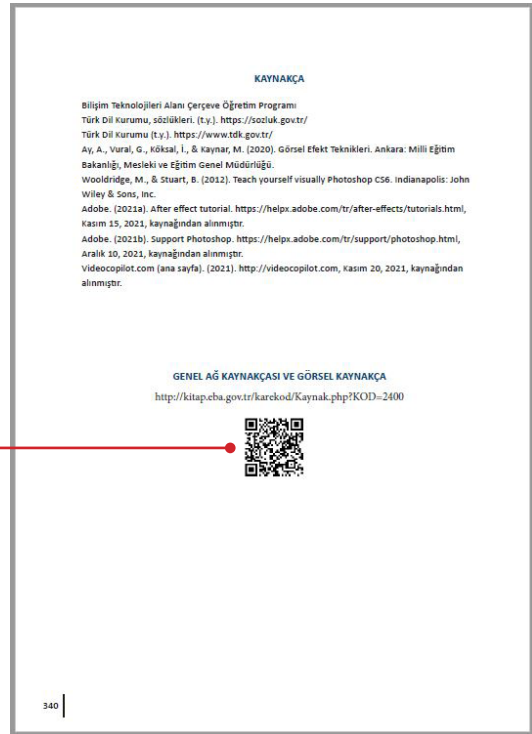 KAYNAKÇA
Bilişim Teknolojileri Alanı Çerçeve Öğretim Programı
Türk Dil Kurumu, sözlükleri. (t.y.). https://sozluk.gov.tr/
Türk Dil Kurumu (t.y.). https://www.tdk.gov.tr/
Ay, A., Vural, G., Köksal, İ., & Kaynar, M. (2020). Görsel Efekt Teknikleri. Ankara: Milli Eğitim
Bakanlığı, Mesleki ve Eğitim Genel Müdürlüğü.
Wooldridge, M., & Stuart, B. (2012). Teach yourself visually Photoshop CS6. Indianapolis: John
Wiley & Sons, Inc.
Adobe. (2021a). After effect tutorial. https://helpx.adobe.com/tr/after-effects/tutorials.html,
Kasım 15, 2021, kaynağından alınmıştır.
Adobe. (2021b). Support Photoshop. https://helpx.adobe.com/tr/support/photoshop.html,
Aralık 10, 2021, kaynağından alınmıştır.
Videocopilot.com (ana sayfa). (2021). http://videocopilot.com, Kasım 20, 2021, kaynağından
alınmıştır.
GENEL AĞ KAYNAKÇASI VE GÖRSEL KAYNAKÇA
http://kitap.eba.gov.tr/karekod/Kaynak.php?KOD=2400
340